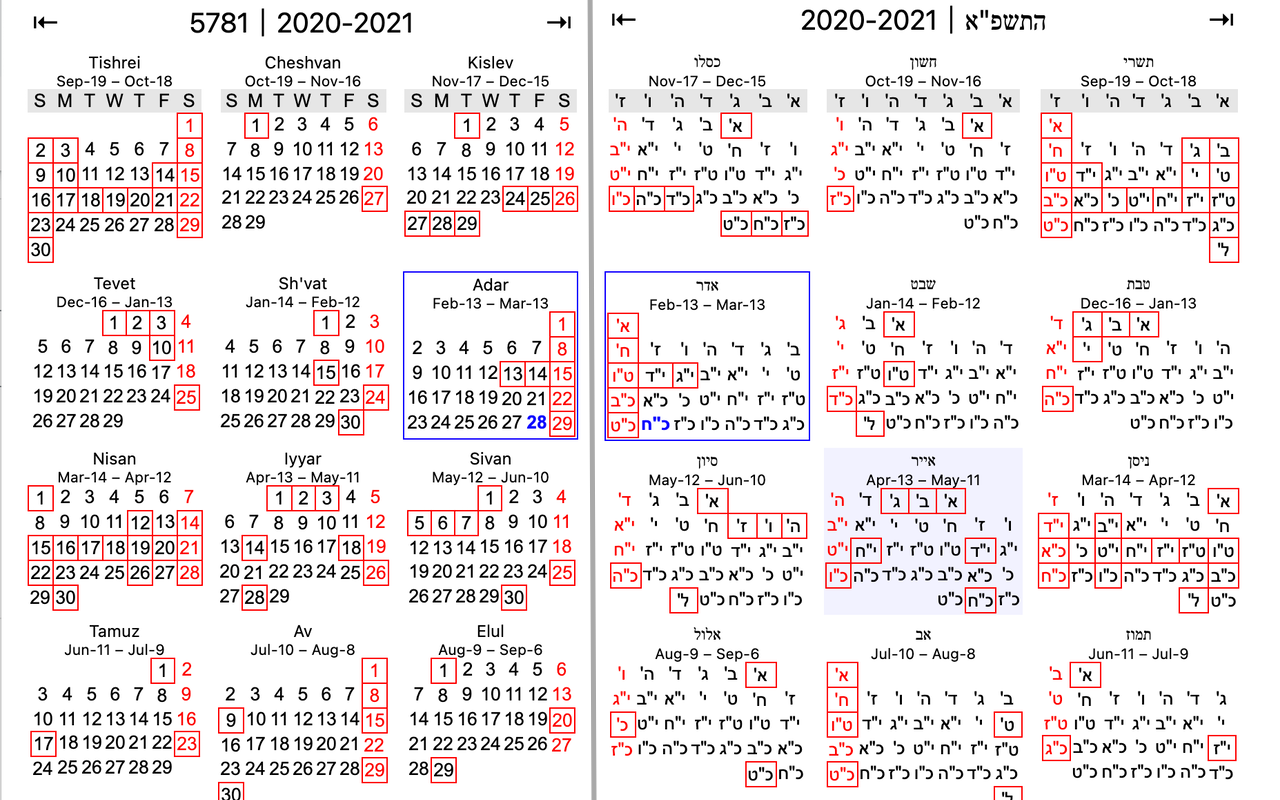 5781 | 2020-2021
Tishrei
Sep-19 – Oct-18
S M T W T F S
1
2 3 4 5 6 7 8
9 10 11 12 13 14 15
16 17 18 19 20 21 22
23 24 25 26 27 28 29
30
Cheshvan
Oct-19 – Nov-16
S M T W T F S
1 2 3 4 5 6
7 8 9 10 11 12 13
14 15 16 17 18 19 20
21 22 23 24 25 26 27
28 29
Kislev
Nov-17 – Dec-15
S M T W T F S
1 2 3 4 5
6 7 8 9 10 11 12
13 14 15 16 17 18 19
20 21 22 23 24 25 26
27 28 29
Tevet
Dec-16 – Jan-13
1 2 3 4
5 6 7 8 9 10 11
12 13 14 15 16 17 18
19 20 21 22 23 24 25
26 27 28 29
Sh'vat
Jan-14 – Feb-12
1 2 3
4 5 6 7 8 9 10
11 12 13 14 15 16 17
18 19 20 21 22 23 24
25 26 27 28 29 30
Adar
Feb-13 – Mar-13
1
2 3 4 5 6 7 8
9 10 11 12 13 14 15
16 17 18 19 20 21 22
23 24 25 26 27 28 29
Nisan
Mar-14 – Apr-12
1 2 3 4 5 6 7
8 9 10 11 12 13 14
15 16 17 18 19 20 21
22 23 24 25 26 27 28
29 30
Iyyar
Apr-13 – May-11
1 2 3 4 5
6 7 8 9 10 11 12
13 14 15 16 17 18 19
20 21 22 23 24 25 26
27 28 29
Sivan
May-12 – Jun-10
1 2 3 4
5 6 7 8 9 10 11
12 13 14 15 16 17 18
19 20 21 22 23 24 25
26 27 28 29 30
Tamuz
Jun-11 – Jul-9
1 2
3 4 5 6 7 8 9
10 11 12 13 14 15 16
17 18 19 20 21 22 23
24 25 26 27 28 29
Av
Jul-10 – Aug-8
1
2 3 4 5 6 7 8
9 10 11 12 13 14 15
16 17 18 19 20 21 22
23 24 25 26 27 28 29
30
Elul
Aug-9 – Sep-6
1 2 3 4 5 6
7 8 9 10 11 12 13
14 15 16 17 18 19 20
21 22 23 24 25 26 27
28 29
התשפ"א | 2020-2021
תשרי
Sep-19 – Oct-18
א' ב' ג' ד' ה' ו' ז'
א'
ב' ג' ד' ה' ו' ז' ח'
ט' י' י"א י"ב י"ג י"ד ט"ו
ט"ז י"ז י"ח י"ט כ' כ"א כ"ב
כ"ג כ"ד כ"ה כ"ו כ"ז כ"ח כ"ט
ל'
חשון
Oct-19 – Nov-16
א' ב' ג' ד' ה' ו' ז'
א' ב' ג' ד' ה' ו'
ז' ח' ט' י' י"א י"ב י"ג
י"ד ט"ו ט"ז י"ז י"ח י"ט כ'
כ"א כ"ב כ"ג כ"ד כ"ה כ"ו כ"ז
כ"ח כ"ט
כסלו
Nov-17 – Dec-15
א' ב' ג' ד' ה' ו' ז'
א' ב' ג' ד' ה'
ו' ז' ח' ט' י' י"א י"ב
י"ג י"ד ט"ו ט"ז י"ז י"ח י"ט
כ' כ"א כ"ב כ"ג כ"ד כ"ה כ"ו
כ"ז כ"ח כ"ט
טבת
Dec-16 – Jan-13
א' ב' ג' ד'
ה' ו' ז' ח' ט' י' י"א
י"ב י"ג י"ד ט"ו ט"ז י"ז י"ח
י"ט כ' כ"א כ"ב כ"ג כ"ד כ"ה
כ"ו כ"ז כ"ח כ"ט
שבט
Jan-14 – Feb-12
א' ב' ג'
ד' ה' ו' ז' ח' ט' י'
י"א י"ב י"ג י"ד ט"ו ט"ז י"ז
י"ח י"ט כ' כ"א כ"ב כ"ג כ"ד
כ"ה כ"ו כ"ז כ"ח כ"ט ל'
אדר
Feb-13 – Mar-13
א'
ב' ג' ד' ה' ו' ז' ח'
ט' י' י"א י"ב י"ג י"ד ט"ו
ט"ז י"ז י"ח י"ט כ' כ"א כ"ב
כ"ג כ"ד כ"ה כ"ו כ"ז כ"ח כ"ט
ניסן
Mar-14 – Apr-12
א' ב' ג' ד' ה' ו' ז'
ח' ט' י' י"א י"ב י"ג י"ד
ט"ו ט"ז י"ז י"ח י"ט כ' כ"א
כ"ב כ"ג כ"ד כ"ה כ"ו כ"ז כ"ח
כ"ט ל'
אייר
Apr-13 – May-11
א' ב' ג' ד' ה'
ו' ז' ח' ט' י' י"א י"ב
י"ג י"ד ט"ו ט"ז י"ז י"ח י"ט
כ' כ"א כ"ב כ"ג כ"ד כ"ה כ"ו
כ"ז כ"ח כ"ט
סיון
May-12 – Jun-10
א' ב' ג' ד'
ה' ו' ז' ח' ט' י' י"א
י"ב י"ג י"ד ט"ו ט"ז י"ז י"ח
י"ט כ' כ"א כ"ב כ"ג כ"ד כ"ה
כ"ו כ"ז כ"ח כ"ט ל'
תמוז
Jun-11 – Jul-9
א' ב'
ג' ד' ה' ו' ז' ח' ט'
י' י"א י"ב י"ג י"ד ט"ו ט"ז
י"ז י"ח י"ט כ' כ"א כ"ב כ"ג
כ"ד כ"ה כ"ו כ"ז כ"ח כ"ט
אב
Jul-10 – Aug-8
א'
ב' ג' ד' ה' ו' ז' ח'
ט' י' י"א י"ב י"ג י"ד ט"ו
ט"ז י"ז י"ח י"ט כ' כ"א כ"ב
כ"ג כ"ד כ"ה כ"ו כ"ז כ"ח כ"ט
ל'
אלול
Aug-9 – Sep-6
א' ב' ג' ד' ה' ו'
ז' ח' ט' י' י"א י"ב י"ג
י"ד ט"ו ט"ז י"ז י"ח י"ט כ'
כ"א כ"ב כ"ג כ"ד כ"ה כ"ו כ"ז
כ"ח כ"ט